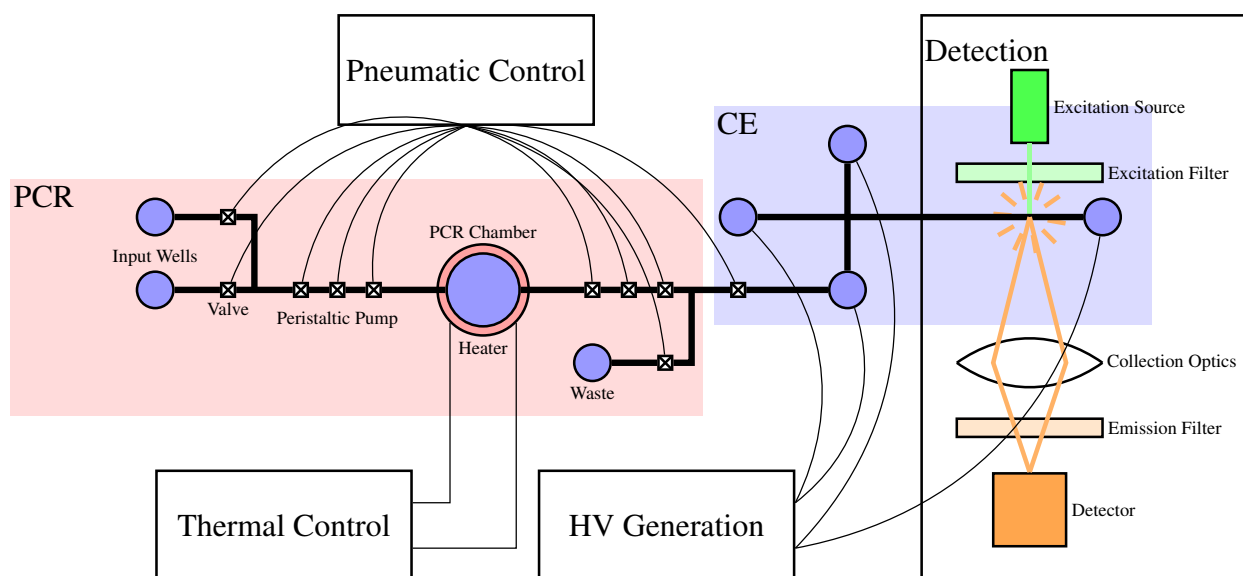 Pneumatic Control
Detection
Excitation Source
CE
Excitation Filter
PCR
PCR Chamber
Input Wells
Valve
Peristaltic Pump
Heater
Waste
Collection Optics
Emission Filter
Thermal Control
HV Generation
Detector